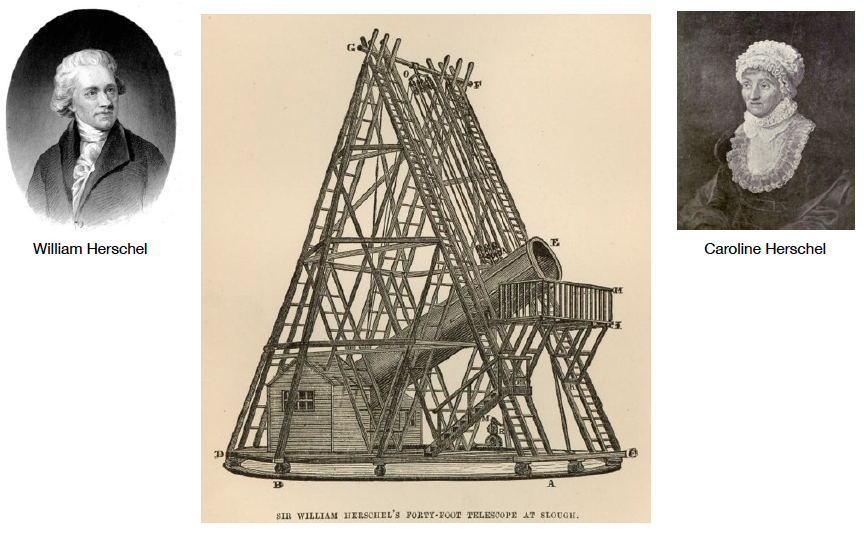 William Herschel
G
O
F
E
H
I
K
M
R
D
C
B
A
SIR WILLIAM HERSCHEL'S FORTY-FOOT TELESCOPE AT SLOUGH.
Caroline Herschel